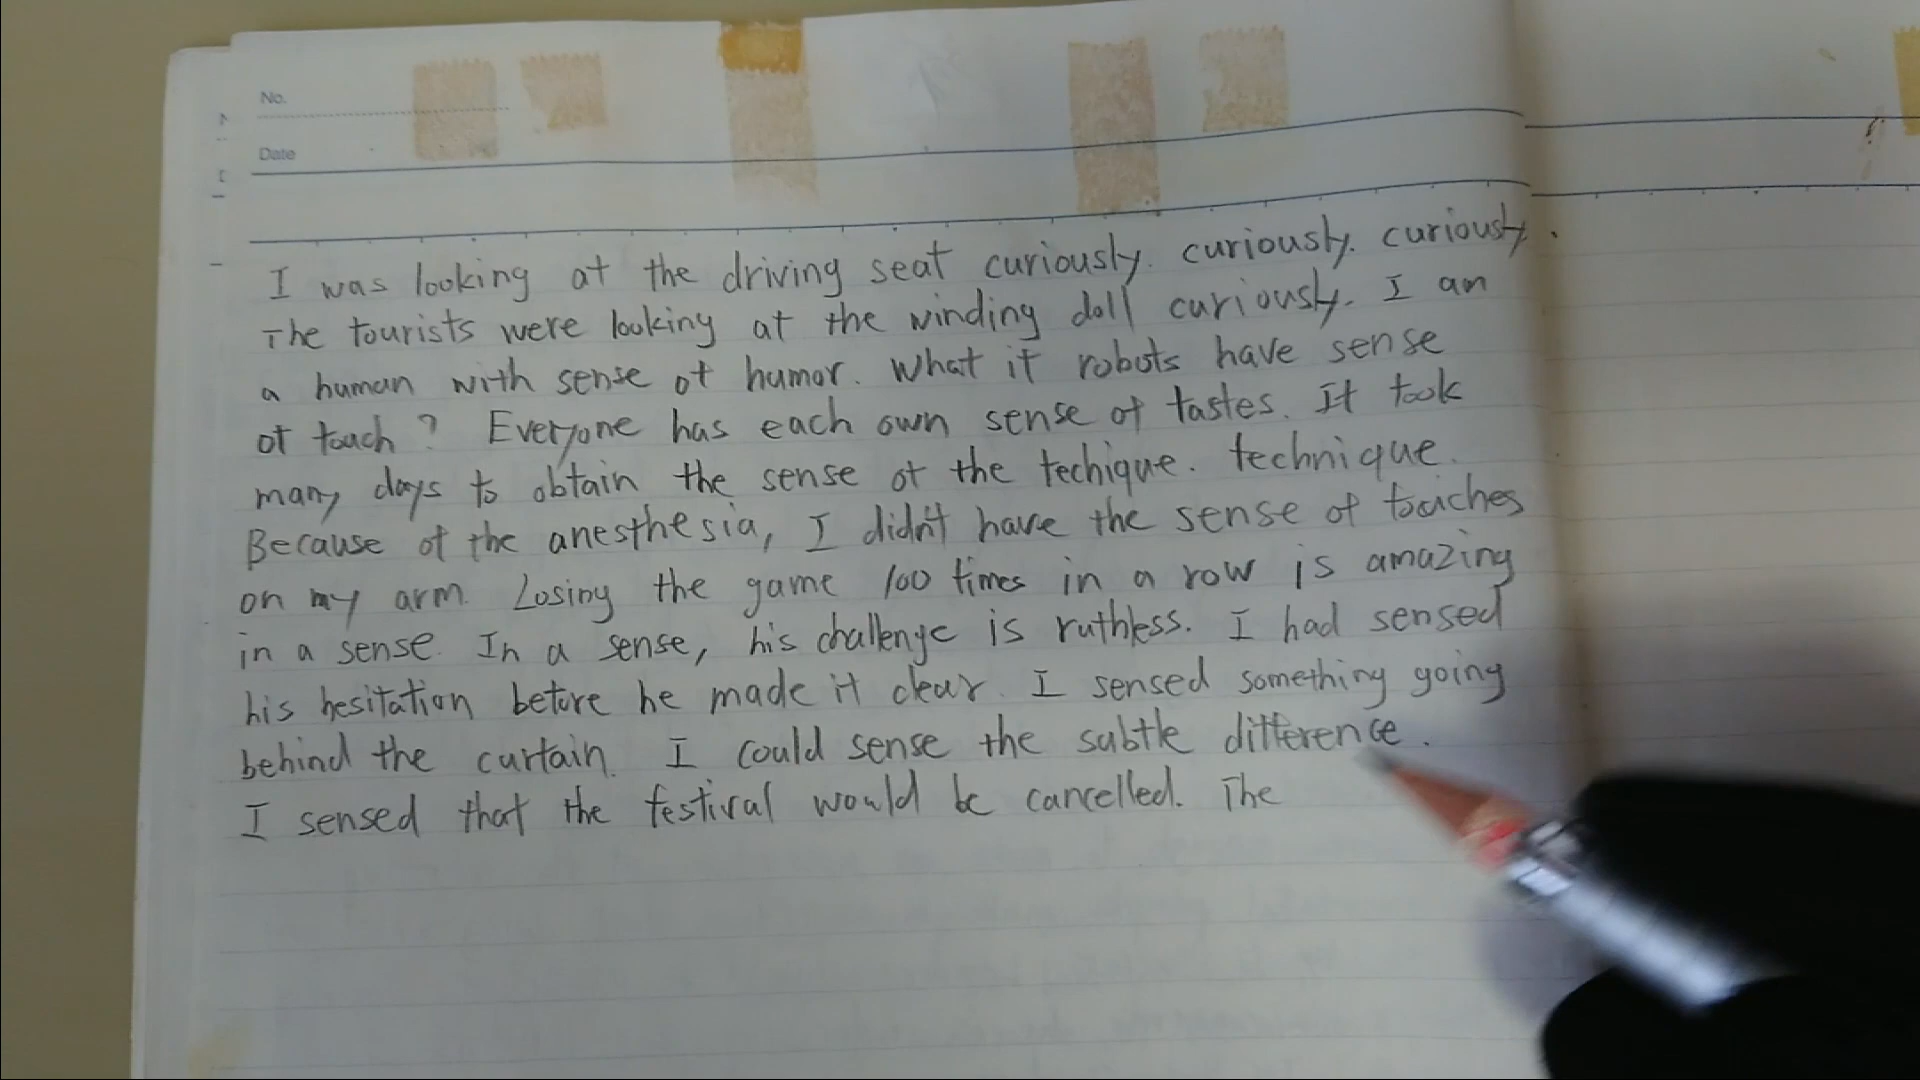 No.
Date
I was looking at the driving seat curiously. curiously. curiously.
The tourists were looking at the winding doll curiously. I am
a human with sense of humor. What if robots have sense
of touch? Everyone has each own sense of tastes. It took
many days to obtain the sense of the techique. technique.
Because of the anesthesia, I didn't have the sense of touches
on my arm. Losing the game 100 times in a row is amazing
in a sense. In a sense, his challenge is ruthless. I had sensed
his hesitation before he made it clear. I sensed something going
behind the curtain. I could sense the subtle difference.
I sensed that the festival would be cancelled. The